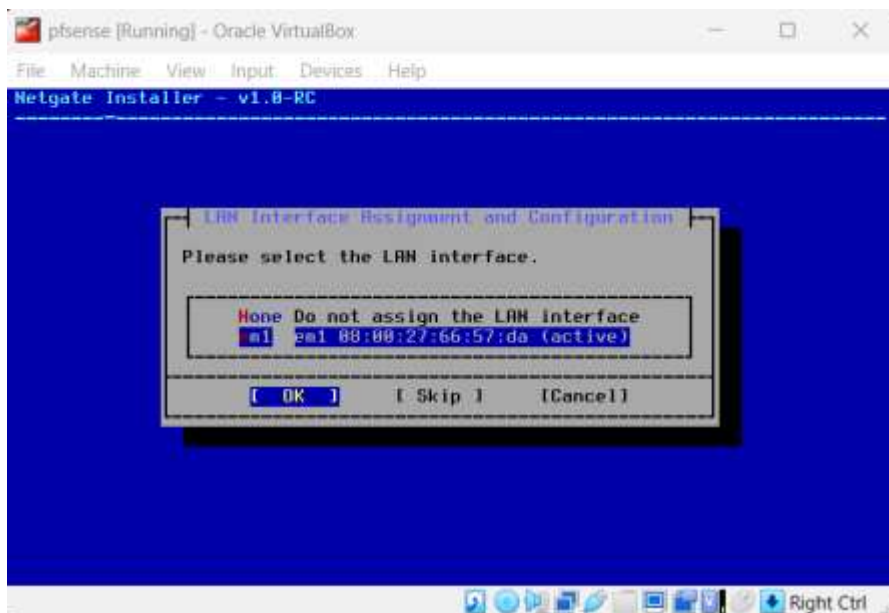 pfsense [Running] - Oracle VirtualBox
File Machine View Input Devices Help
Netgate Installer - v1.0-RC
LAN Interface Assignment and Configuration
Please select the LAN interface.
None Do not assign the LAN interface
em1 em1 08:00:27:66:57:da (active)
[ OK ] [ Skip ] [Cancel]
Right Ctrl